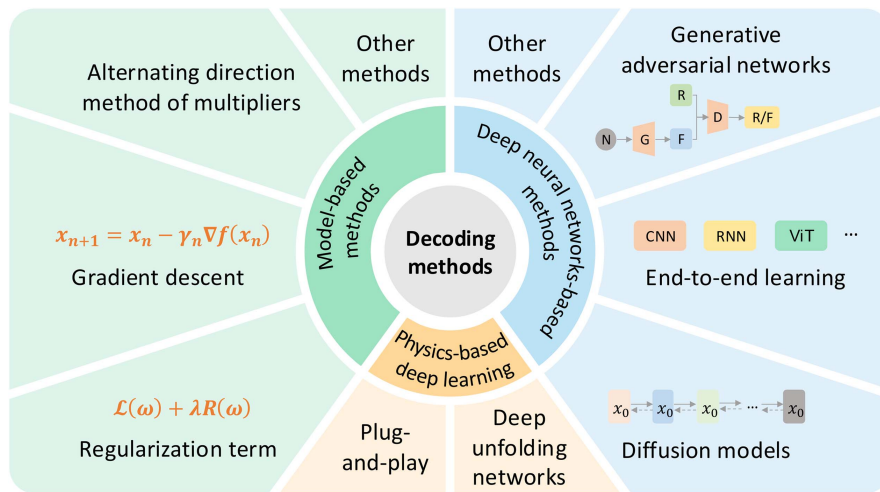 Alternating direction
method of multipliers
Other
methods
Other
methods
Generative
adversarial networks
R
N
G
F
D
R/F
x_{n+1} = x_n − γ_n∇f(x_n)
Gradient descent
Model-based
methods
Deep neural networks-based
methods
Decoding
methods
CNN
RNN
ViT
...
End-to-end learning
Physics-based
deep learning
ℒ(ω) + λR(ω)
Regularization term
Plug-
and-play
Deep
unfolding
networks
x_0
x_0
x_0
...
x_0
Diffusion models